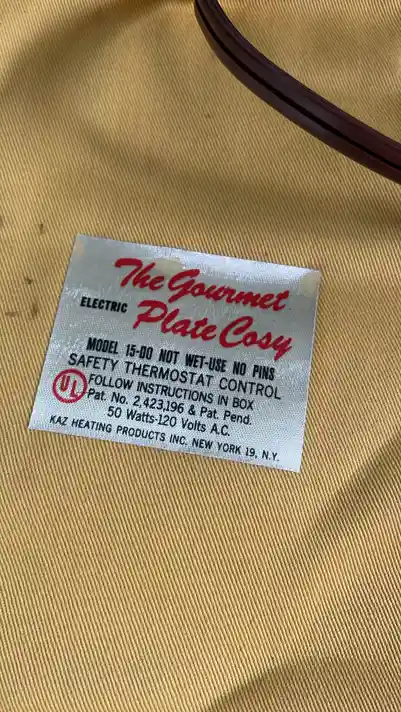 The Gourmet
ELECTRIC Plate Cosy
MODEL 15-DO NOT WET-USE NO PINS
SAFETY THERMOSTAT CONTROL
UL FOLLOW INSTRUCTIONS IN BOX
Pat. No. 2,423,196 & Pat. Pend.
50 Watts-120 Volts A.C.
KAZ HEATING PRODUCTS INC. NEW YORK 19, N.Y.